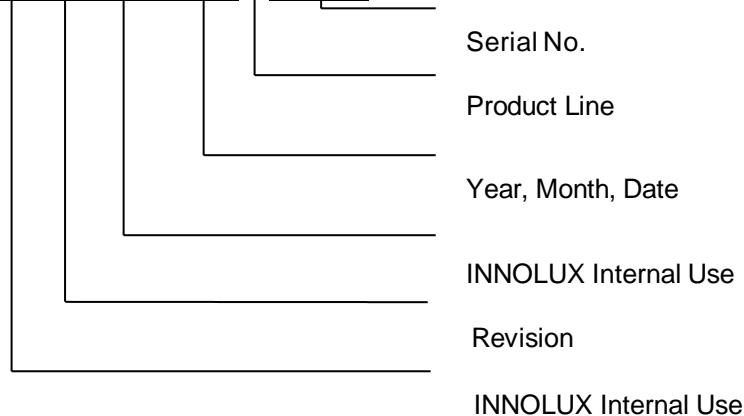 Serial No.
Product Line
Year, Month, Date
INNOLUX Internal Use
Revision
INNOLUX Internal Use